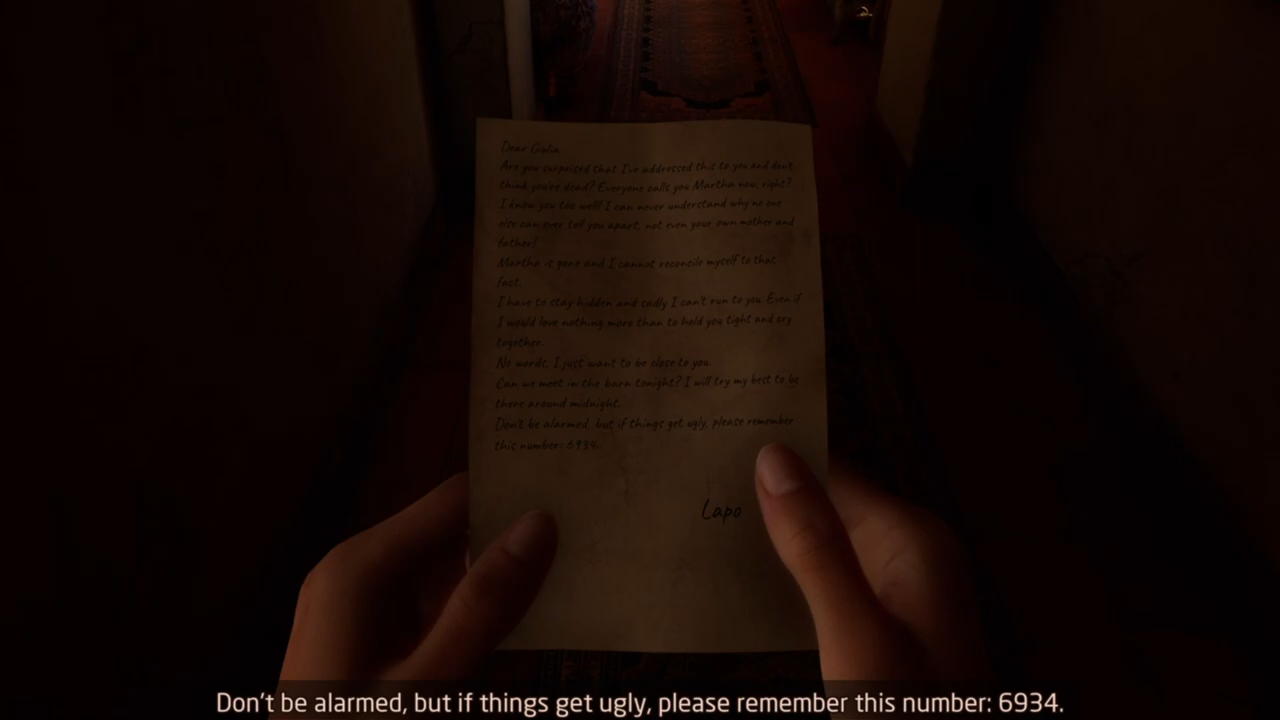 Dear Giulia
Are you surprised that I've addressed this to you and don't
think you're dead? Everyone calls you Martha now, right?
I know you too well! I can never understand why no one
else can ever tell you apart, not even your own mother and
father!
Martha is gone and I cannot reconcile myself to that
fact.
I have to stay hidden and sadly I can't run to you. Even if
I would love nothing more than to hold you tight and cry
together.
No words, I just want to be close to you.
Can we meet in the barn tonight? I will try my best to be
there around midnight.
Don't be alarmed, but if things get ugly, please remember
this number: 6934.
Lapo
Don't be alarmed, but if things get ugly, please remember this number: 6934.